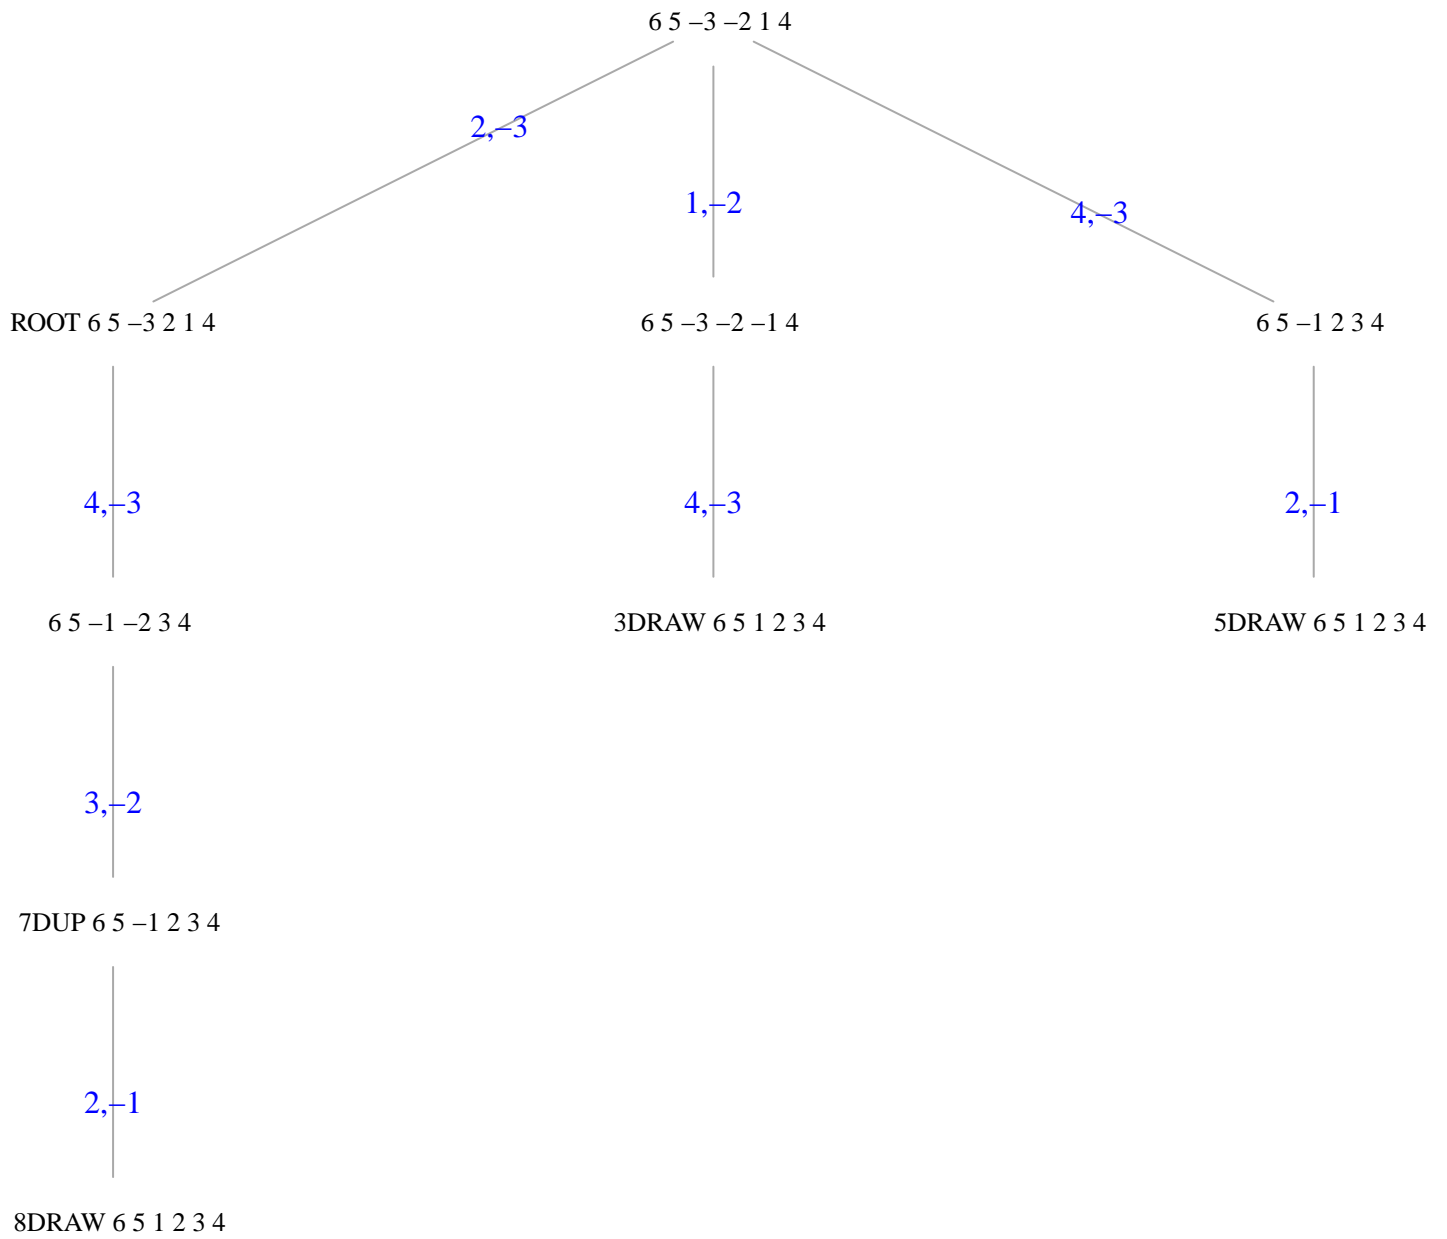 6 5 –3 –2 1 4
2,–3
1,–2
4,–3
ROOT 6 5 –3 2 1 4
6 5 –3 –2 –1 4
6 5 –1 2 3 4
4,–3
4,–3
2,–1
6 5 –1 –2 3 4
3DRAW 6 5 1 2 3 4
5DRAW 6 5 1 2 3 4
3,–2
7DUP 6 5 –1 2 3 4
2,–1
8DRAW 6 5 1 2 3 4